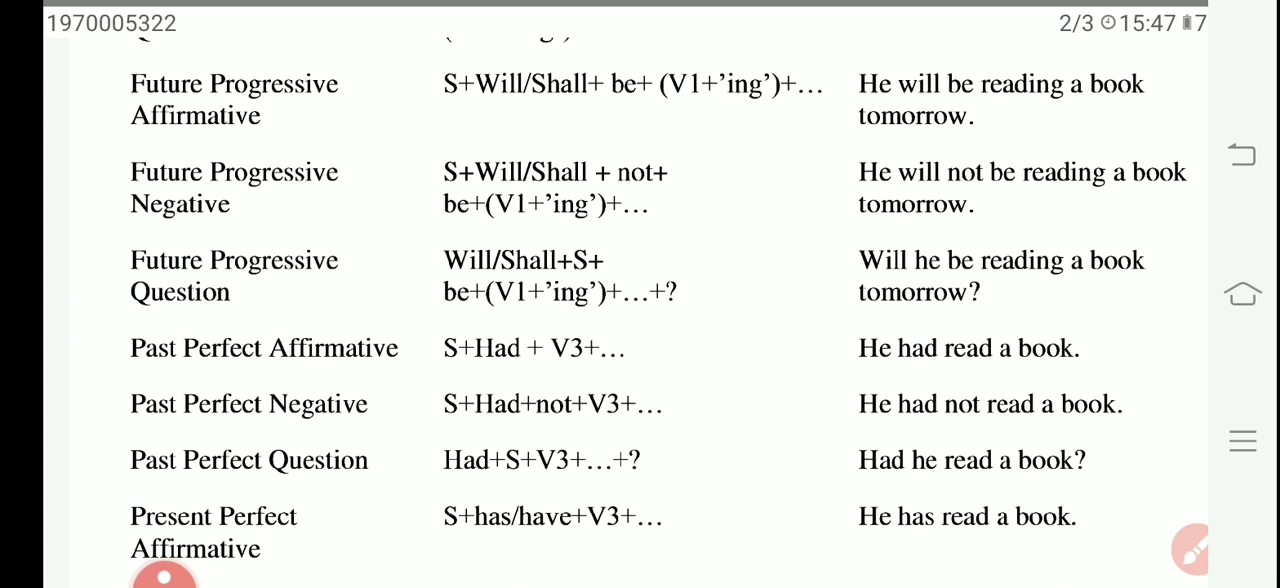 1970005322
2/3 15:47 7
Future Progressive S+Will/Shall+ be+ (V1+’ing’)+… He will be reading a book
Affirmative tomorrow.
Future Progressive S+Will/Shall + not+ He will not be reading a book
Negative be+(V1+’ing’)+… tomorrow.
Future Progressive Will/Shall+S+ Will he be reading a book
Question be+(V1+’ing’)+…+? tomorrow?
Past Perfect Affirmative S+Had + V3+… He had read a book.
Past Perfect Negative S+Had+not+V3+… He had not read a book.
Past Perfect Question Had+S+V3+…+? Had he read a book?
Present Perfect S+has/have+V3+… He has read a book.
Affirmative